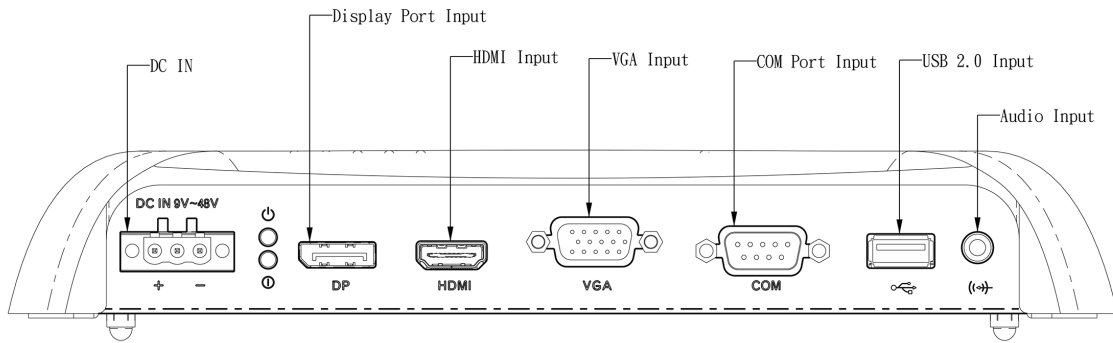 Display Port Input
DC IN
HDMI Input
VGA Input
COM Port Input
USB 2.0 Input
Audio Input
DC IN 9V~48V
+ −
DP
HDMI
VGA
COM